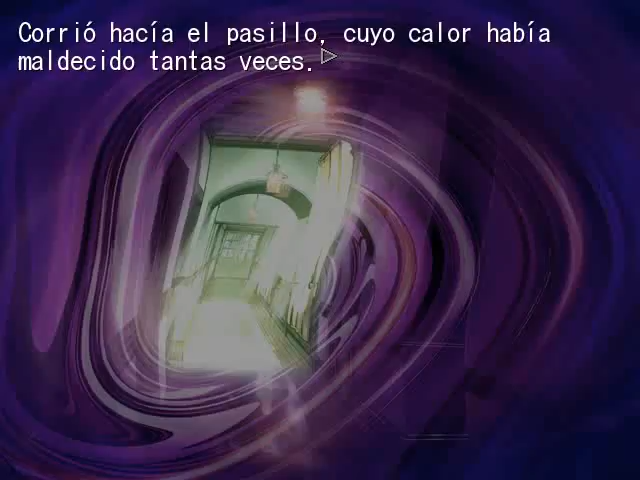 Corrió hacía el pasillo, cuyo calor había
maldecido tantas veces.